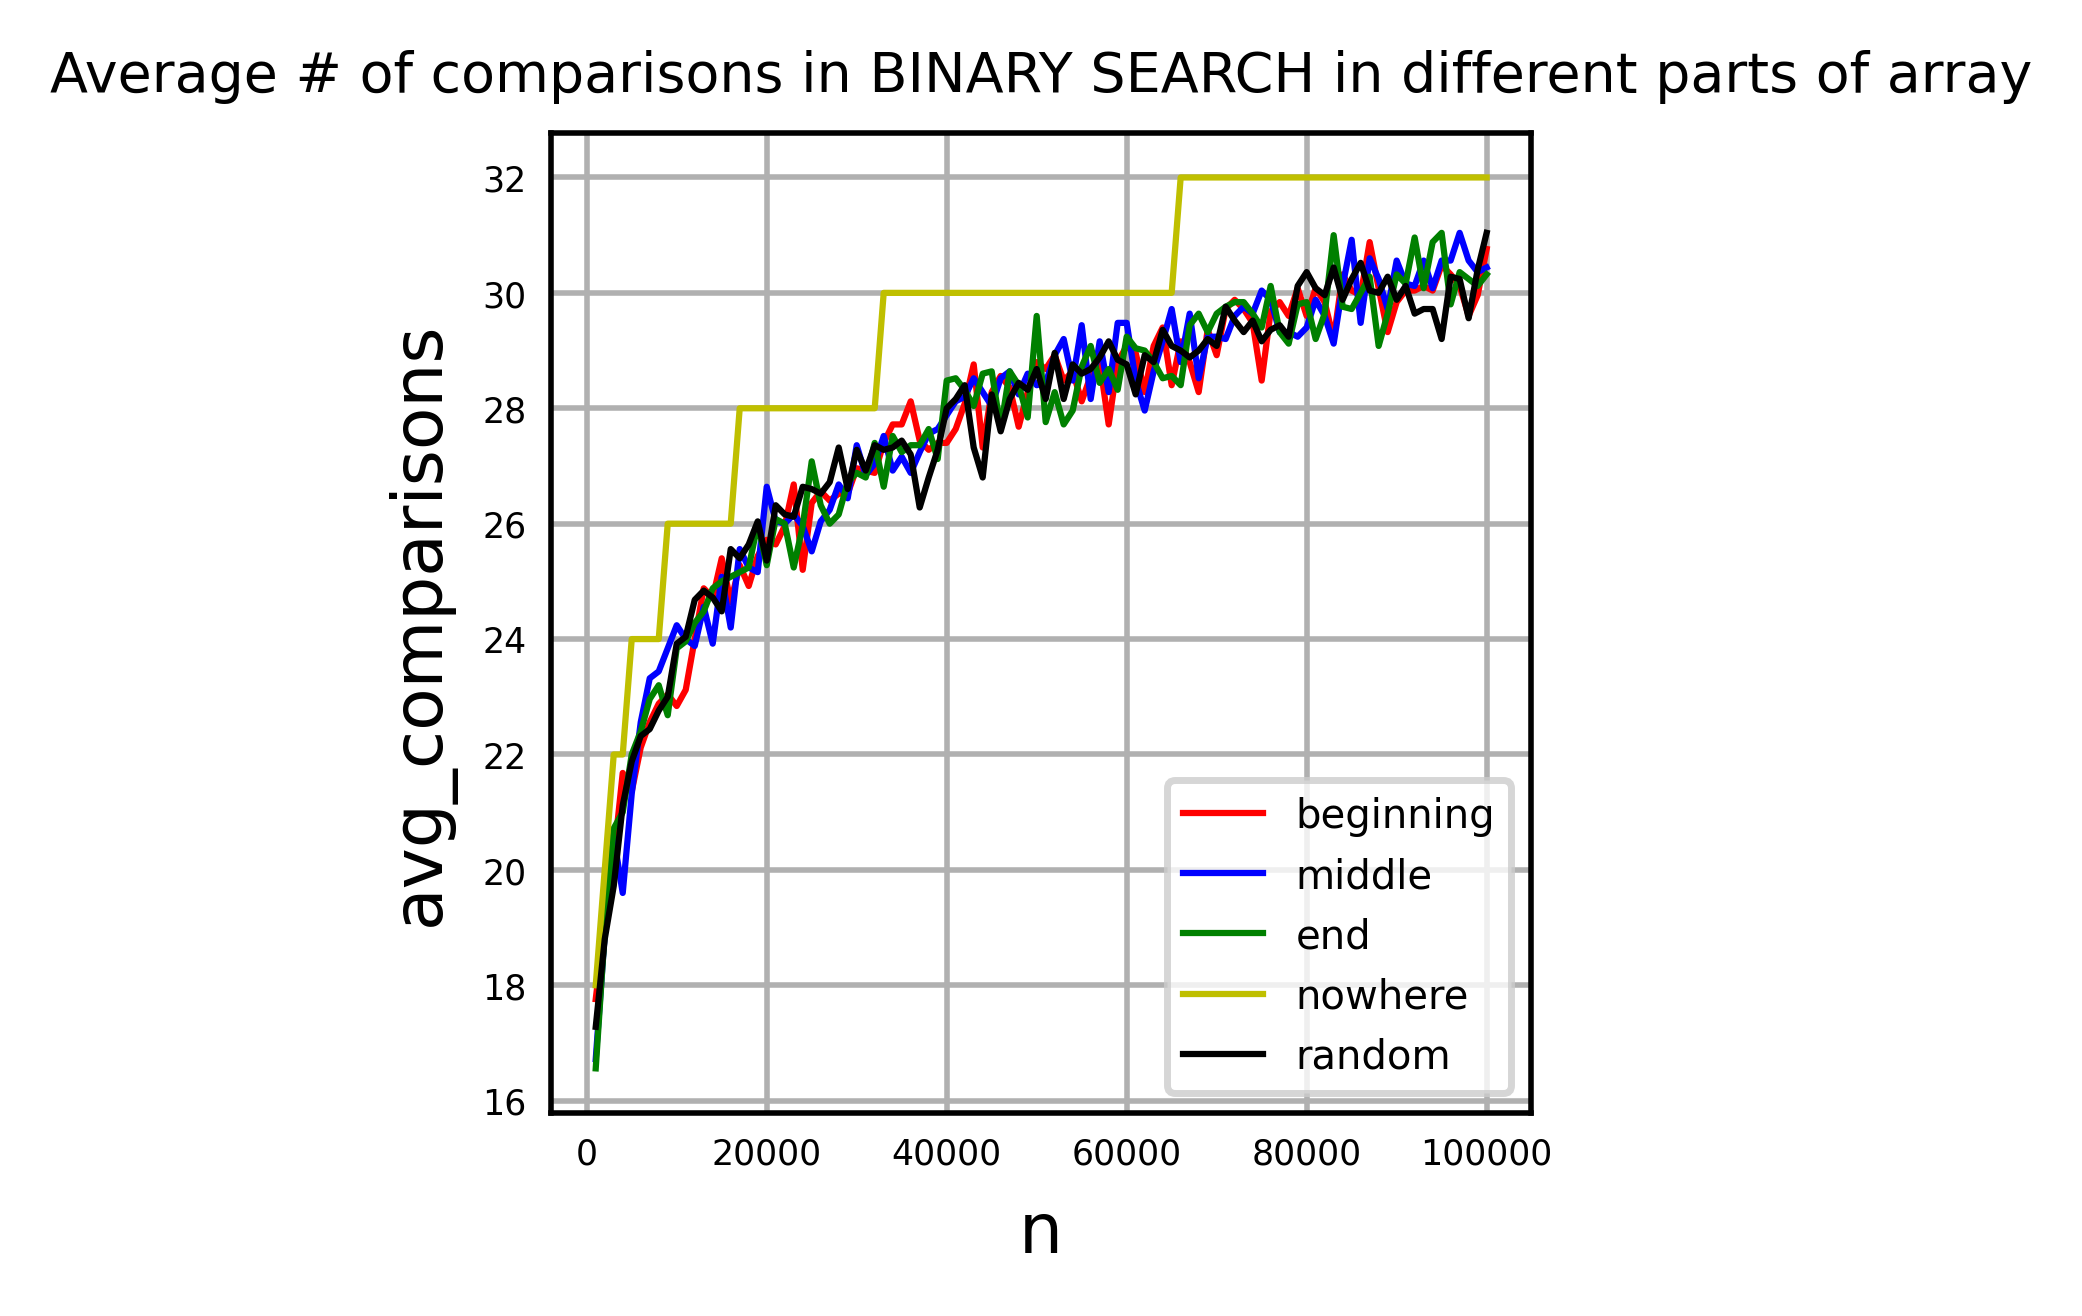 Average # of comparisons in BINARY SEARCH in different parts of array
avg_comparisons
32
30
28
26
24
22
20
18
16
0 20000 40000 60000 80000 100000
n
beginning
middle
end
nowhere
random